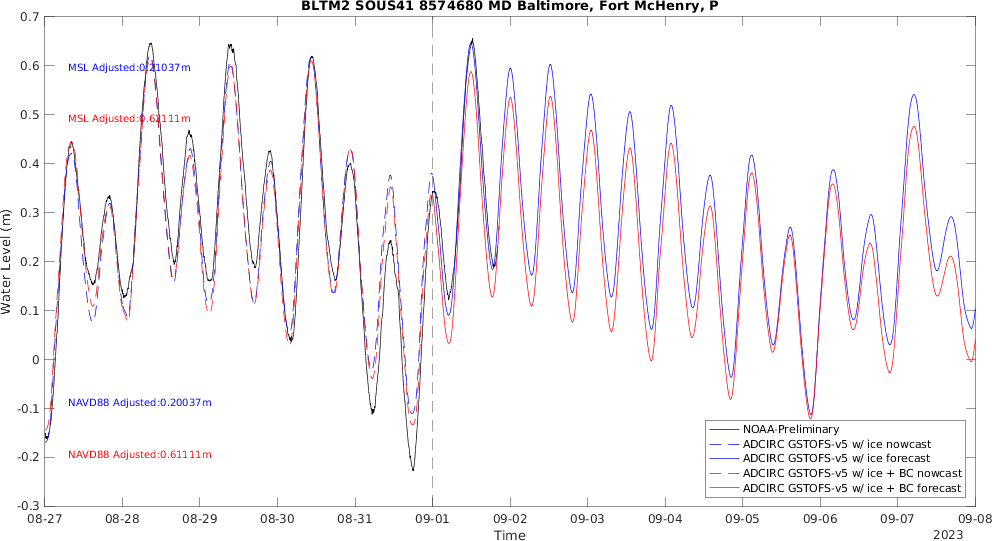 BLTM2 SOUS41 8574680 MD Baltimore, Fort McHenry, P
0.7
0.6
0.5
0.4
0.3
0.2
0.1
0
-0.1
-0.2
-0.3
Water Level (m)
MSL Adjusted:0.21037m
MSL Adjusted:0.62111m
NAVD88 Adjusted:0.20037m
NAVD88 Adjusted:0.61111m
NOAA-Preliminary
ADCIRC GSTOFS-v5 w/ ice nowcast
ADCIRC GSTOFS-v5 w/ ice forecast
ADCIRC GSTOFS-v5 w/ ice + BC nowcast
ADCIRC GSTOFS-v5 w/ ice + BC forecast
08-27 08-28 08-29 08-30 08-31 09-01 09-02 09-03 09-04 09-05 09-06 09-07 09-08
Time
2023